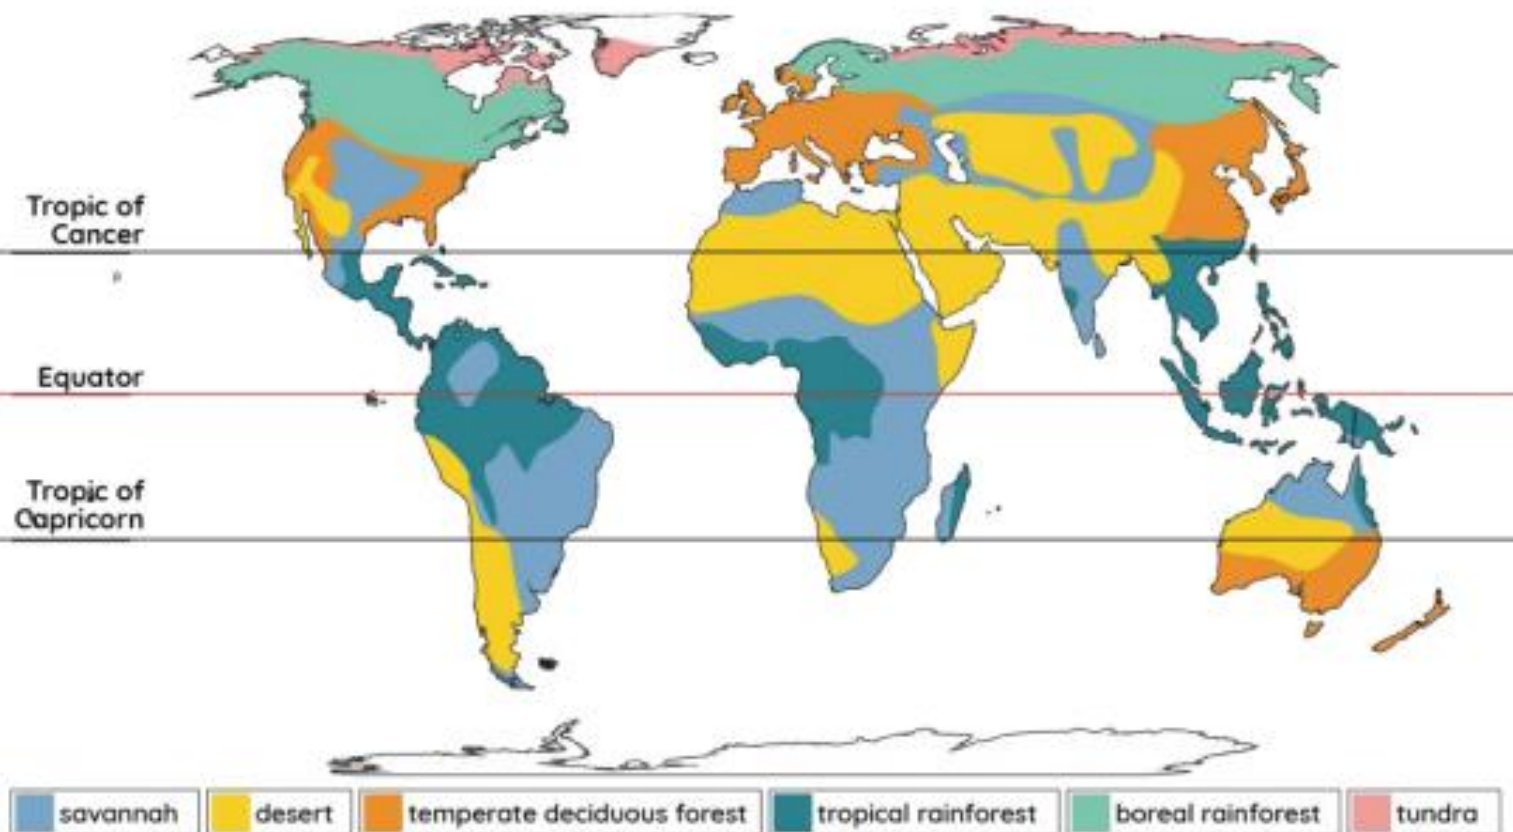 Tropic of
Cancer
Equator
Tropic of
Capricorn
savannah
desert
temperate deciduous forest
tropical rainforest
boreal rainforest
tundra